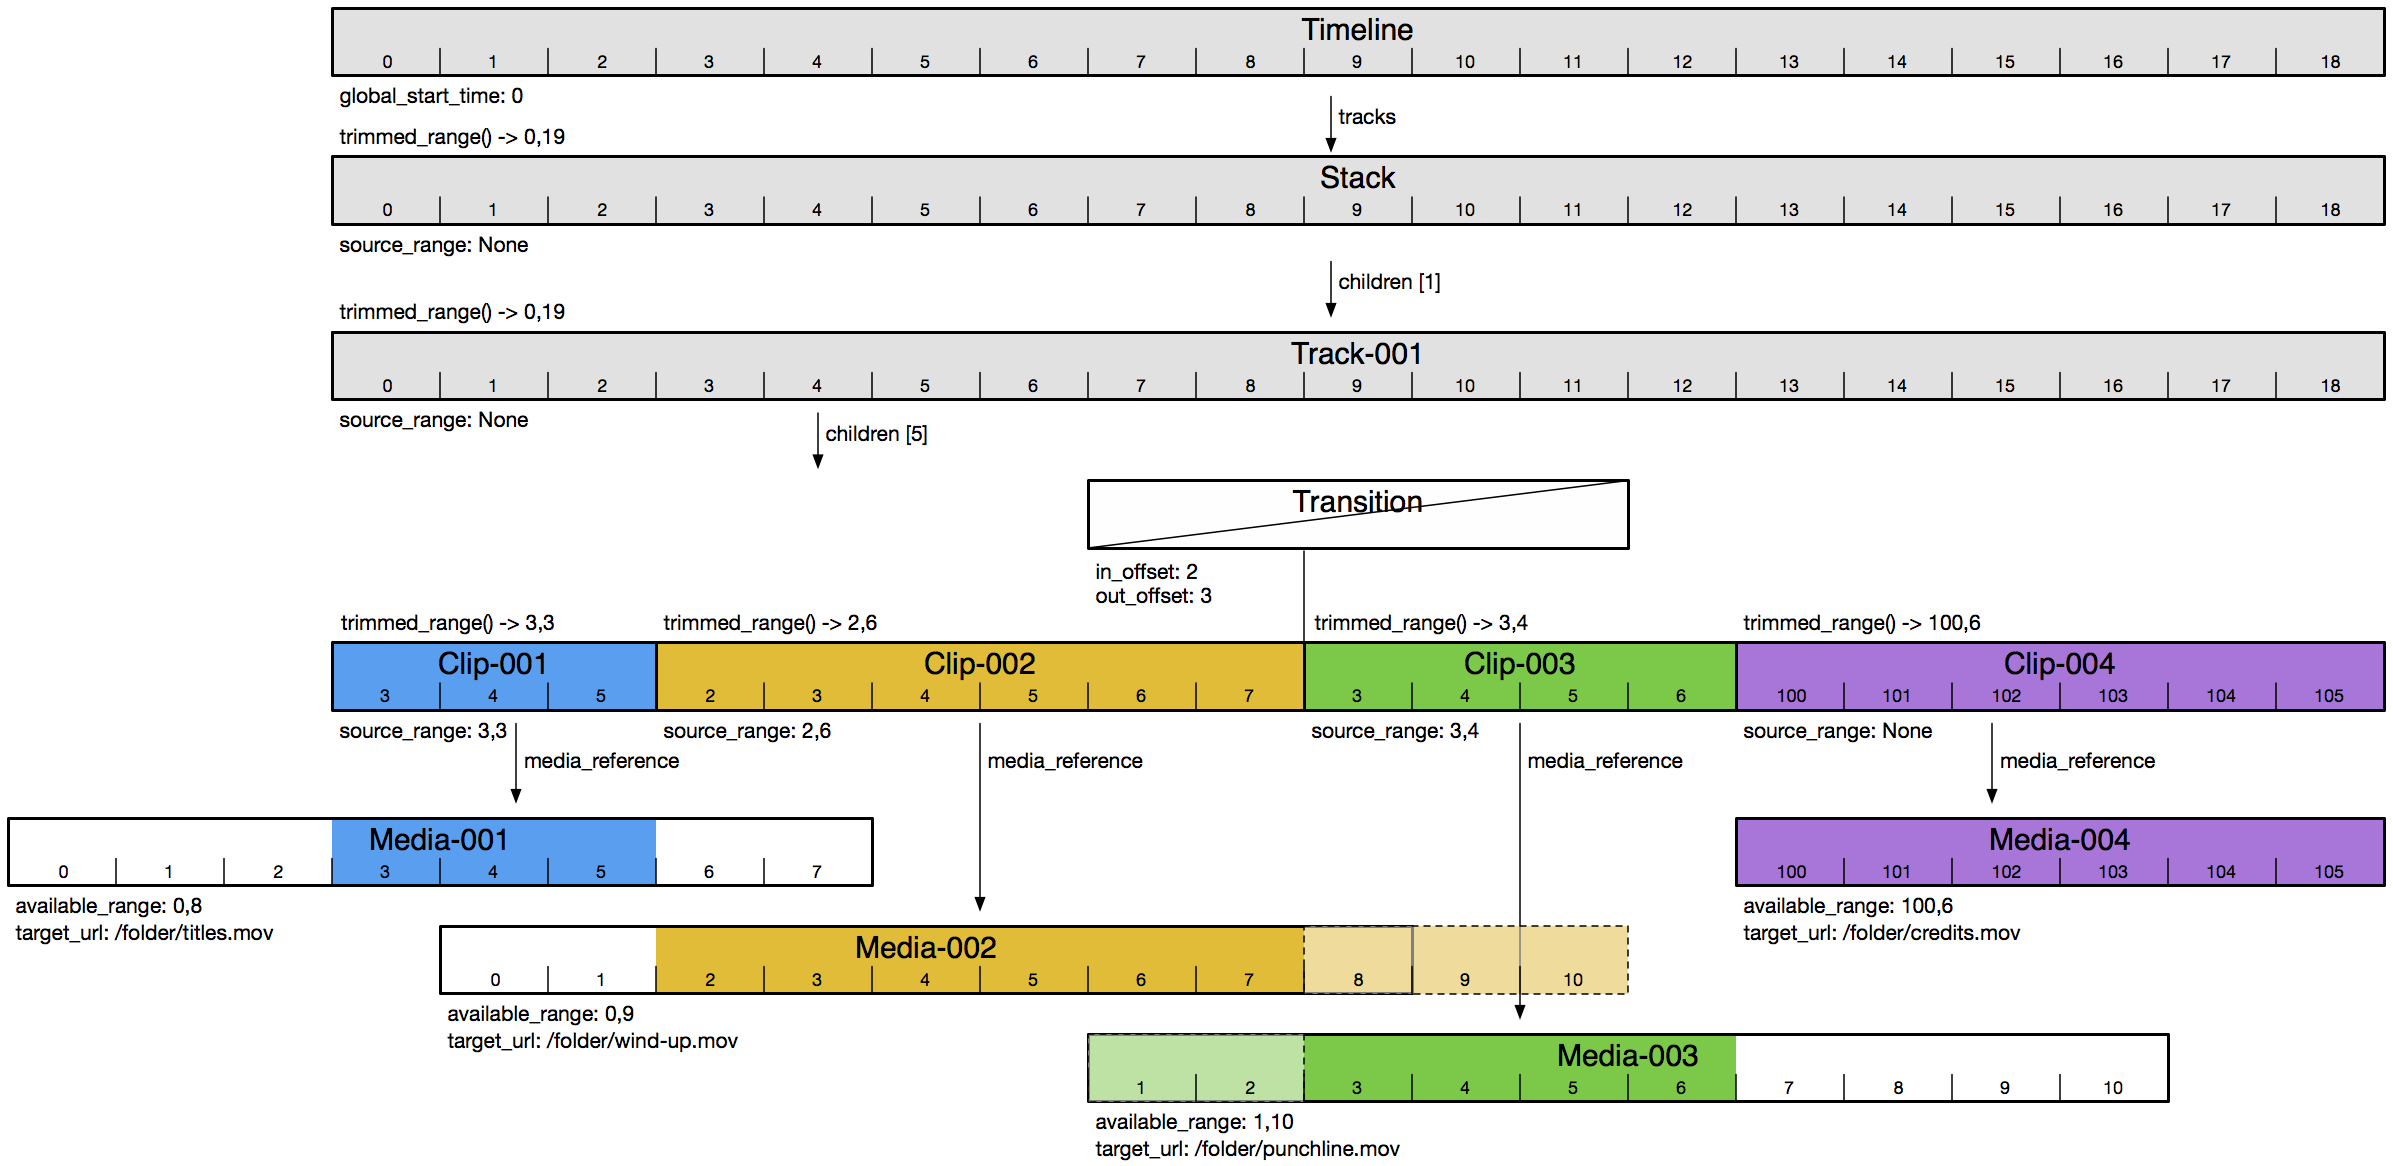 Timeline
0 1 2 3 4 5 6 7 8 9 10 11 12 13 14 15 16 17 18
global_start_time: 0
tracks
trimmed_range() -> 0,19
Stack
0 1 2 3 4 5 6 7 8 9 10 11 12 13 14 15 16 17 18
source_range: None
children [1]
trimmed_range() -> 0,19
Track-001
0 1 2 3 4 5 6 7 8 9 10 11 12 13 14 15 16 17 18
source_range: None
children [5]
Transition
in_offset: 2
out_offset: 3
trimmed_range() -> 3,3 trimmed_range() -> 2,6 trimmed_range() -> 3,4 trimmed_range() -> 100,6
Clip-001 Clip-002 Clip-003 Clip-004
3 4 5 2 3 4 5 6 7 3 4 5 6 100 101 102 103 104 105
source_range: 3,3 source_range: 2,6 source_range: 3,4 source_range: None
media_reference media_reference media_reference media_reference
Media-001 Media-004
0 1 2 3 4 5 6 7 100 101 102 103 104 105
available_range: 0,8 available_range: 100,6
target_url: /folder/titles.mov target_url: /folder/credits.mov
Media-002
0 1 2 3 4 5 6 7 8 9 10
available_range: 0,9
target_url: /folder/wind-up.mov
Media-003
1 2 3 4 5 6 7 8 9 10
available_range: 1,10
target_url: /folder/punchline.mov